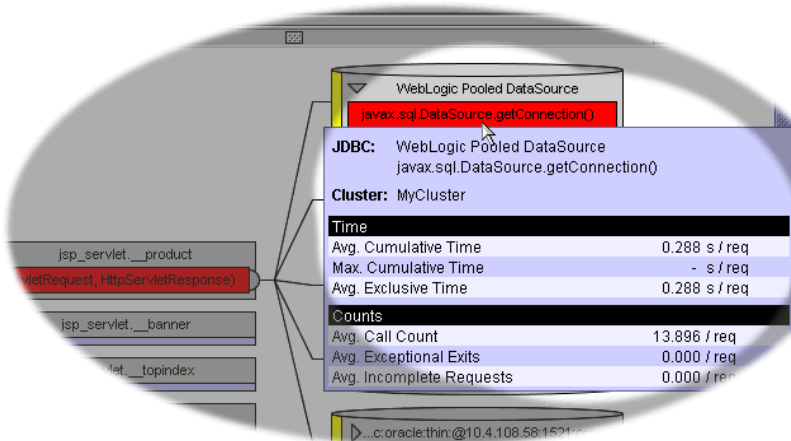 WebLogic Pooled DataSource
javax.sql.DataSource.getConnection()
JDBC: WebLogic Pooled DataSource
javax.sql.DataSource.getConnection()
Cluster: MyCluster
Time
Avg. Cumulative Time 0.288 s / req
Max. Cumulative Time - s / req
Avg. Exclusive Time 0.288 s / req
Counts
Avg. Call Count 13.896 / req
Avg. Exceptional Exits 0.000 / req
Avg. Incomplete Requests 0.000 / req
jsp_servlet.__product
vletRequest, HttpServletResponse)
jsp_servlet.__banner
vlet.__topindex
...c:oracle:thin:@10.4.108.58:1521: